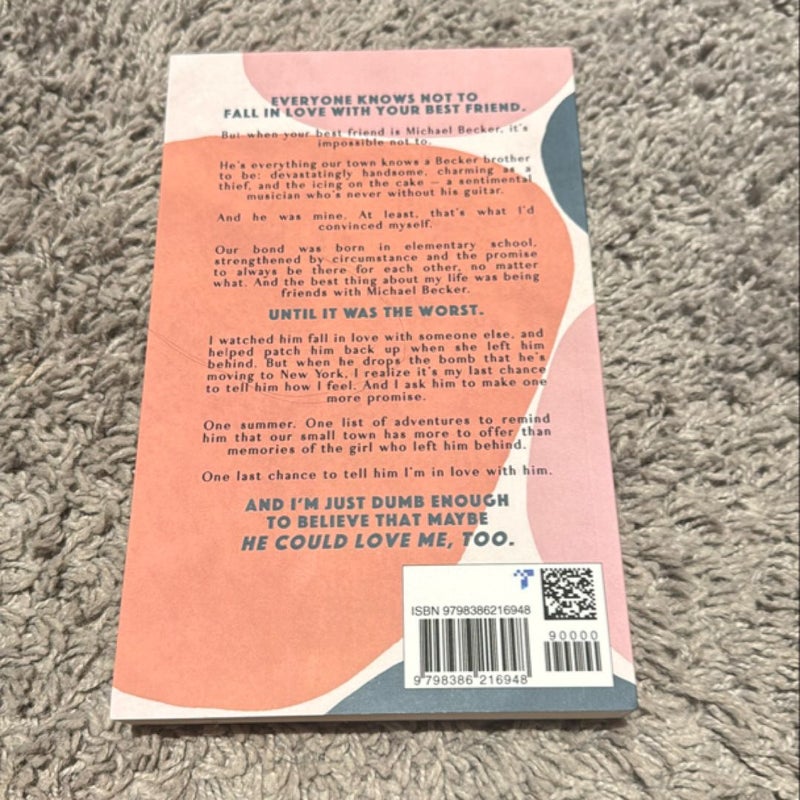 EVERYONE KNOWS NOT TO
FALL IN LOVE WITH YOUR BEST FRIEND.
But when your best friend is Michael Becker, it's
impossible not to.
He's everything our town knows a Becker brother
to be: devastatingly handsome, charming as a
thief, and the icing on the cake — a sentimental
musician who's never without his guitar.
And he was mine. At least, that's what I'd
convinced myself.
Our bond was born in elementary school,
strengthened by circumstance and the promise
to always be there for each other, no matter
what. And the best thing about my life was being
friends with Michael Becker.
UNTIL IT WAS THE WORST.
I watched him fall in love with someone else, and
helped patch him back up when she left him
behind. But when he drops the bomb that he's
moving to New York, I realize it's my last chance
to tell him how I feel. And I ask him to make one
more promise.
One summer. One list of adventures to remind
him that our small town has more to offer than
memories of the girl who left him behind.
One last chance to tell him I'm in love with him.
AND I'M JUST DUMB ENOUGH
TO BELIEVE THAT MAYBE
HE COULD LOVE ME, TOO.
ISBN 9798386216948
90000
9 798386 216948